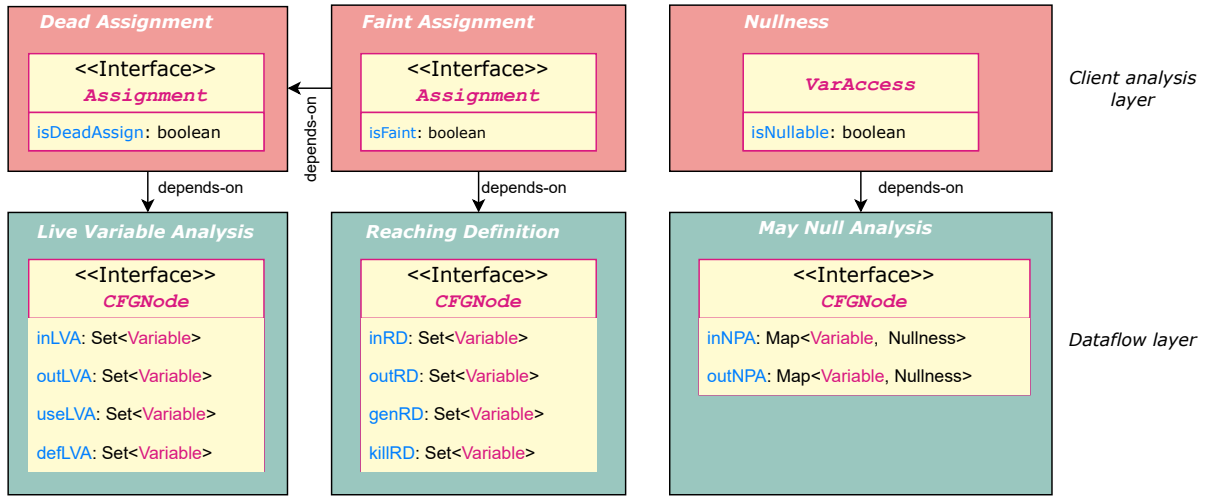 Dead Assignment
<<Interface>>
Assignment
isDeadAssign: boolean
depends-on
Faint Assignment
<<Interface>>
Assignment
isFaint: boolean
Nullness
VarAccess
isNullable: boolean
Client analysis
layer
depends-on
depends-on
depends-on
Live Variable Analysis
<<Interface>>
CFGNode
inLVA: Set<Variable>
outLVA: Set<Variable>
useLVA: Set<Variable>
defLVA: Set<Variable>
Reaching Definition
<<Interface>>
CFGNode
inRD: Set<Variable>
outRD: Set<Variable>
genRD: Set<Variable>
killRD: Set<Variable>
May Null Analysis
<<Interface>>
CFGNode
inNPA: Map<Variable, Nullness>
outNPA: Map<Variable, Nullness>
Dataflow layer